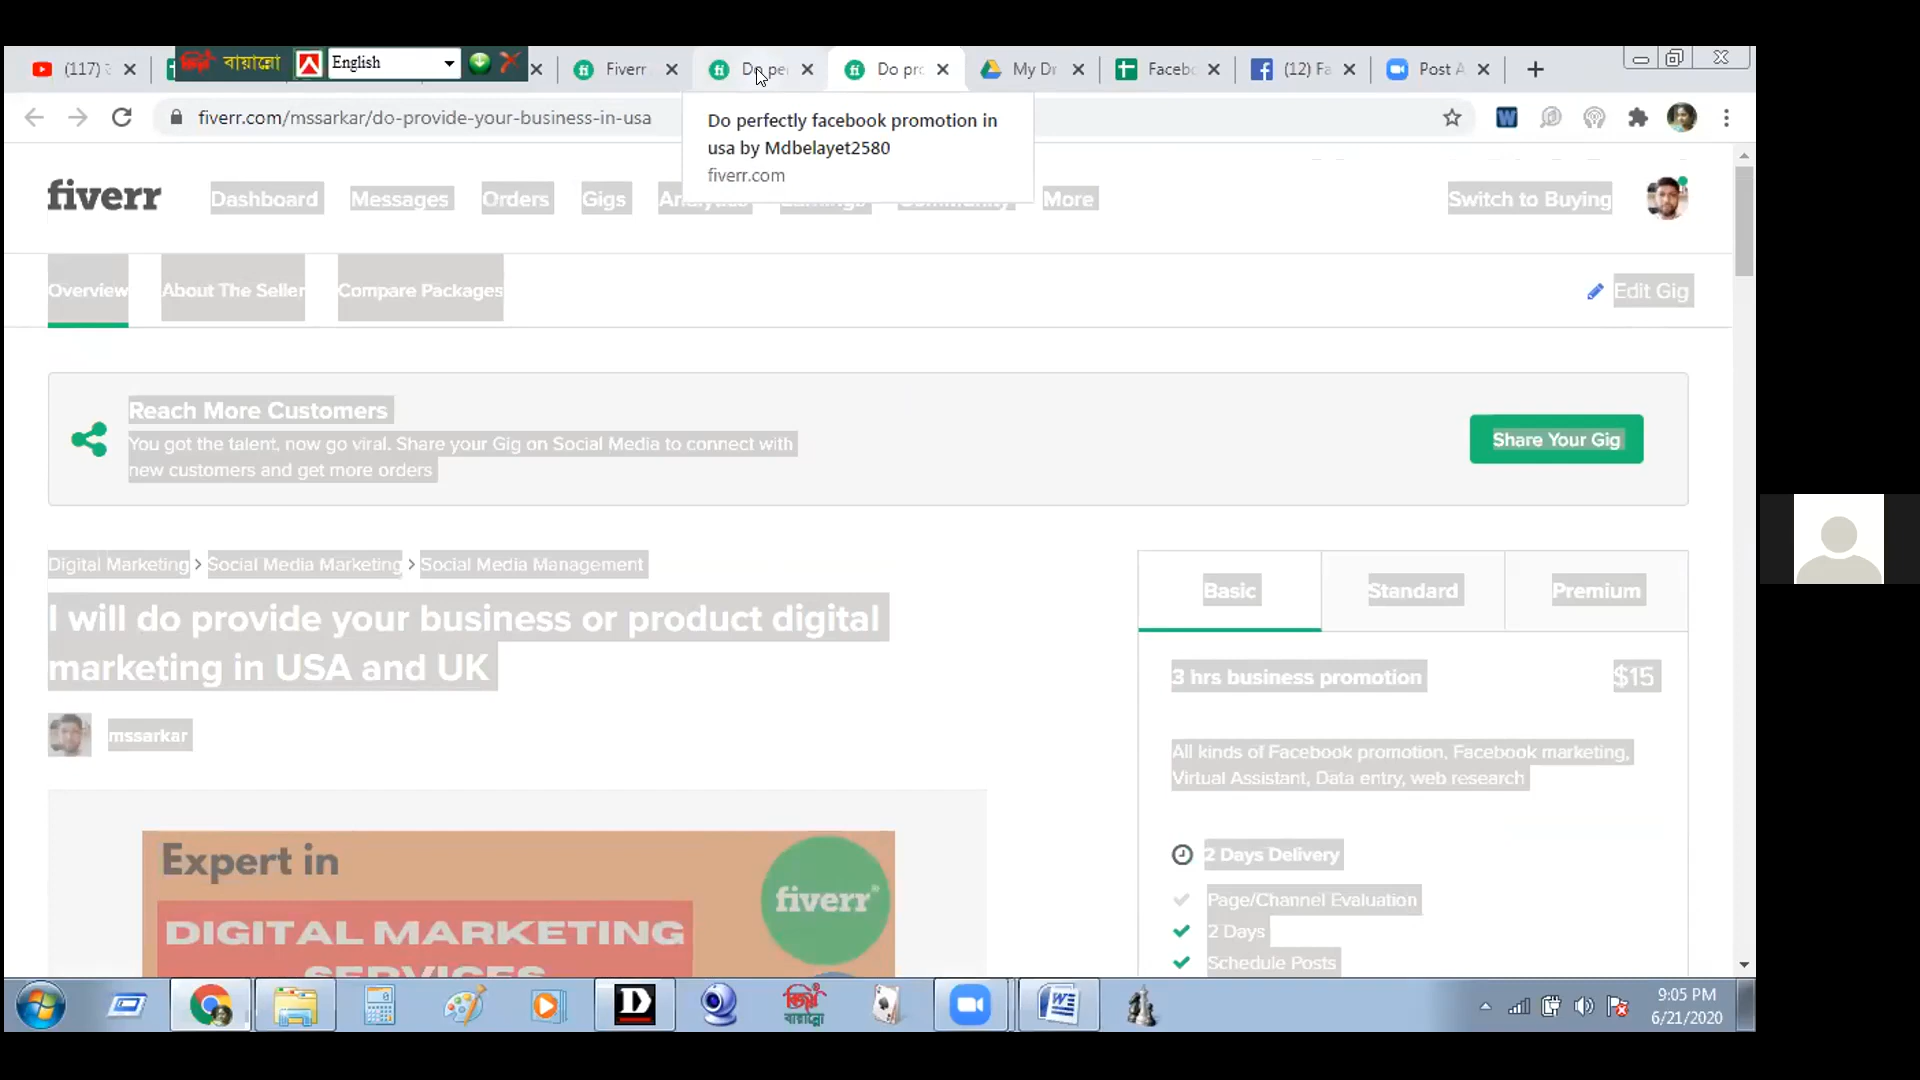 (117)
বায়ান্নো
English
Fiverr
Do pe
Do pro
My Dr
Facebo
(12) Fa
Post A
fiverr.com/mssarkar/do-provide-your-business-in-usa
Do perfectly facebook promotion in
usa by Mdbelayet2580
fiverr.com
fiverr
Dashboard
Messages
Orders
Gigs
Analytics
Earnings
Community
More
Switch to Buying
Overview
About The Seller
Compare Packages
Edit Gig
Reach More Customers
You got the talent, now go viral. Share your Gig on Social Media to connect with
new customers and get more orders
Share Your Gig
Digital Marketing > Social Media Marketing > Social Media Management
I will do provide your business or product digital
marketing in USA and UK
mssarkar
Basic
Standard
Premium
3 hrs business promotion
$15
All kinds of Facebook promotion, Facebook marketing,
Virtual Assistant, Data entry, web research
2 Days Delivery
Page/Channel Evaluation
2 Days
Schedule Posts
Expert in
DIGITAL MARKETING
SERVICES
fiverr
বিজয়
বায়ান্নো
9:05 PM
6/21/2020